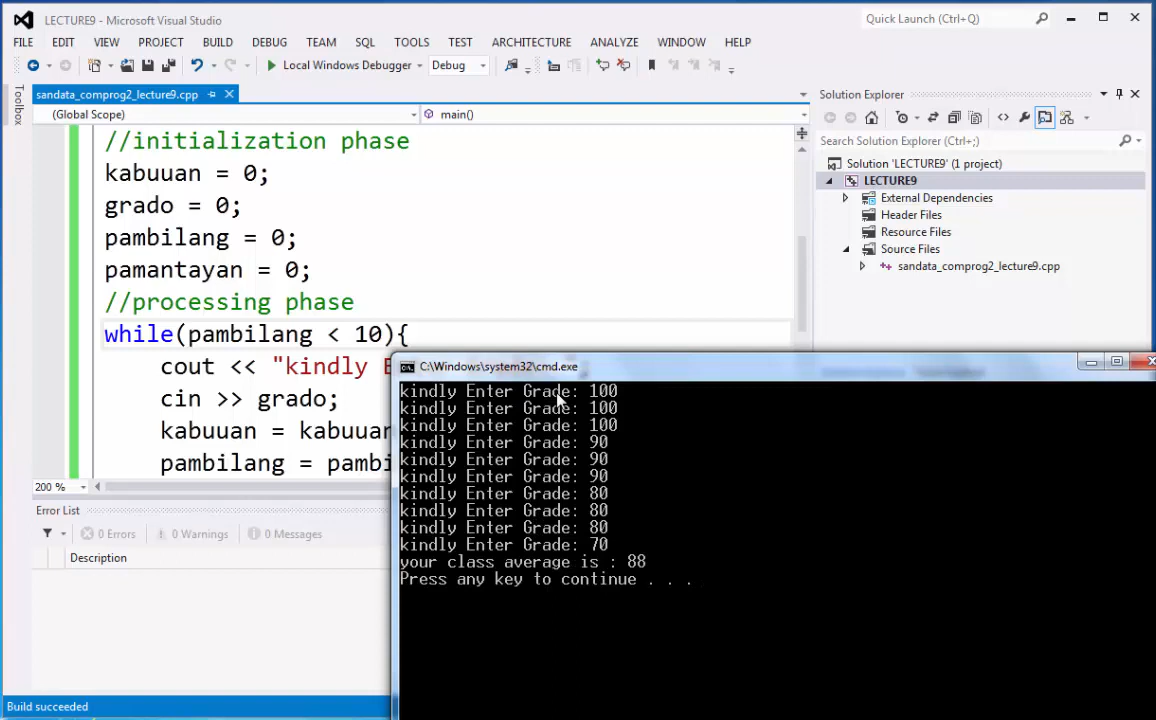 LECTURE9 - Microsoft Visual Studio
Quick Launch (Ctrl+Q)
FILE EDIT VIEW PROJECT BUILD DEBUG TEAM SQL TOOLS TEST ARCHITECTURE ANALYZE WINDOW HELP
Local Windows Debugger Debug
Toolbox
sandata_comprog2_lecture9.cpp
(Global Scope) main()
//initialization phase
kabuuan = 0;
grado = 0;
pambilang = 0;
pamantayan = 0;
//processing phase
while(pambilang < 10){
cout << "kindly E
cin >> grado;
kabuuan = kabuuan
pambilang = pambi
200 %
Error List
0 Errors 0 Warnings 0 Messages
Description
Build succeeded
Solution Explorer
Search Solution Explorer (Ctrl+;)
Solution 'LECTURE9' (1 project)
LECTURE9
External Dependencies
Header Files
Resource Files
Source Files
sandata_comprog2_lecture9.cpp
C:\Windows\system32\cmd.exe
kindly Enter Grade: 100
kindly Enter Grade: 100
kindly Enter Grade: 100
kindly Enter Grade: 90
kindly Enter Grade: 90
kindly Enter Grade: 90
kindly Enter Grade: 80
kindly Enter Grade: 80
kindly Enter Grade: 80
kindly Enter Grade: 70
your class average is : 88
Press any key to continue . . .